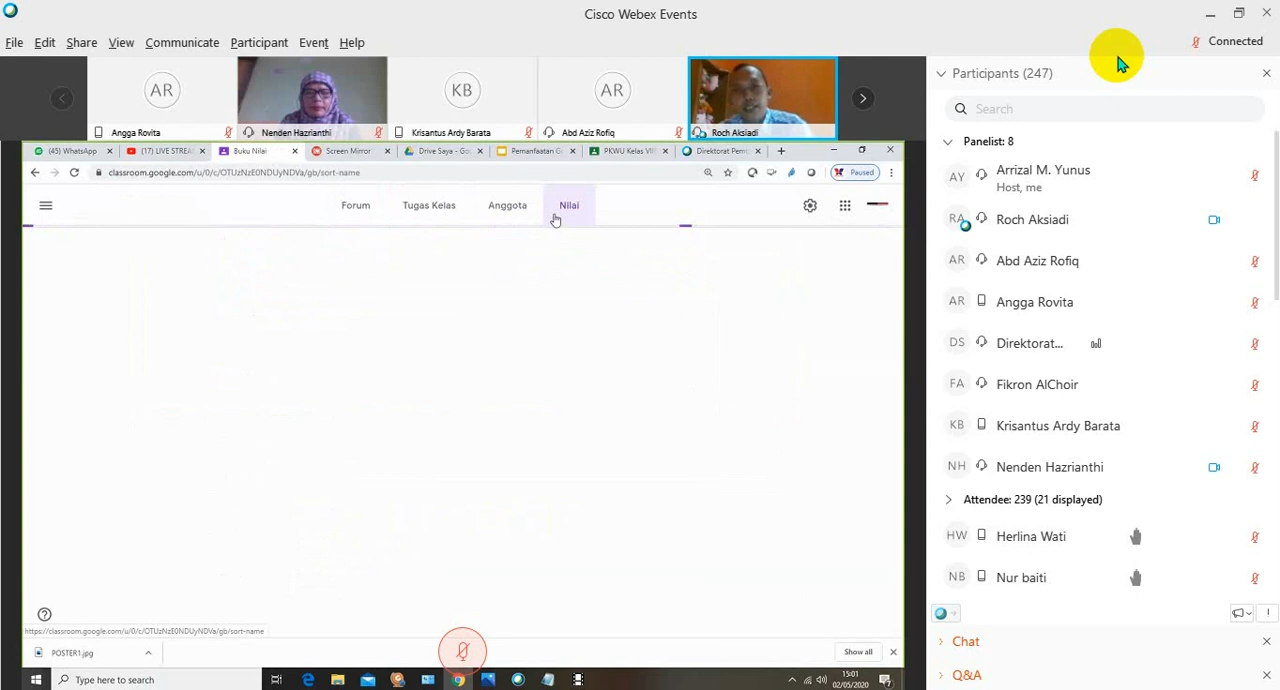 Cisco Webex Events
File Edit Share View Communicate Participant Event Help
Connected
AR
KB
AR
Angga Rovita
Nenden Hazrianthi
Krisantus Ardy Barata
Abd Aziz Rofiq
Roch Aksiadi
(45) WhatsApp
(17) LIVE STREA
Buku Nilai
Screen Mirror
Drive Saya - Goo
Pemanfaatan G
PKWU Kelas VIII
Direktorat Pem
classroom.google.com/u/0/c/OTUzNzE0NDUyNDVa/gb/sort-name
Paused
Forum
Tugas Kelas
Anggota
Nilai
https://classroom.google.com/u/0/c/OTUzNzE0NDUyNDVa/gb/sort-name
POSTER1.jpg
Show all
Type here to search
15:01
02/05/2020
Participants (247)
Search
Panelist: 8
AY Arrizal M. Yunus
Host, me
RA Roch Aksiadi
AR Abd Aziz Rofiq
AR Angga Rovita
DS Direktorat...
FA Fikron AlChoir
KB Krisantus Ardy Barata
NH Nenden Hazrianthi
Attendee: 239 (21 displayed)
HW Herlina Wati
NB Nur baiti
Chat
Q&A